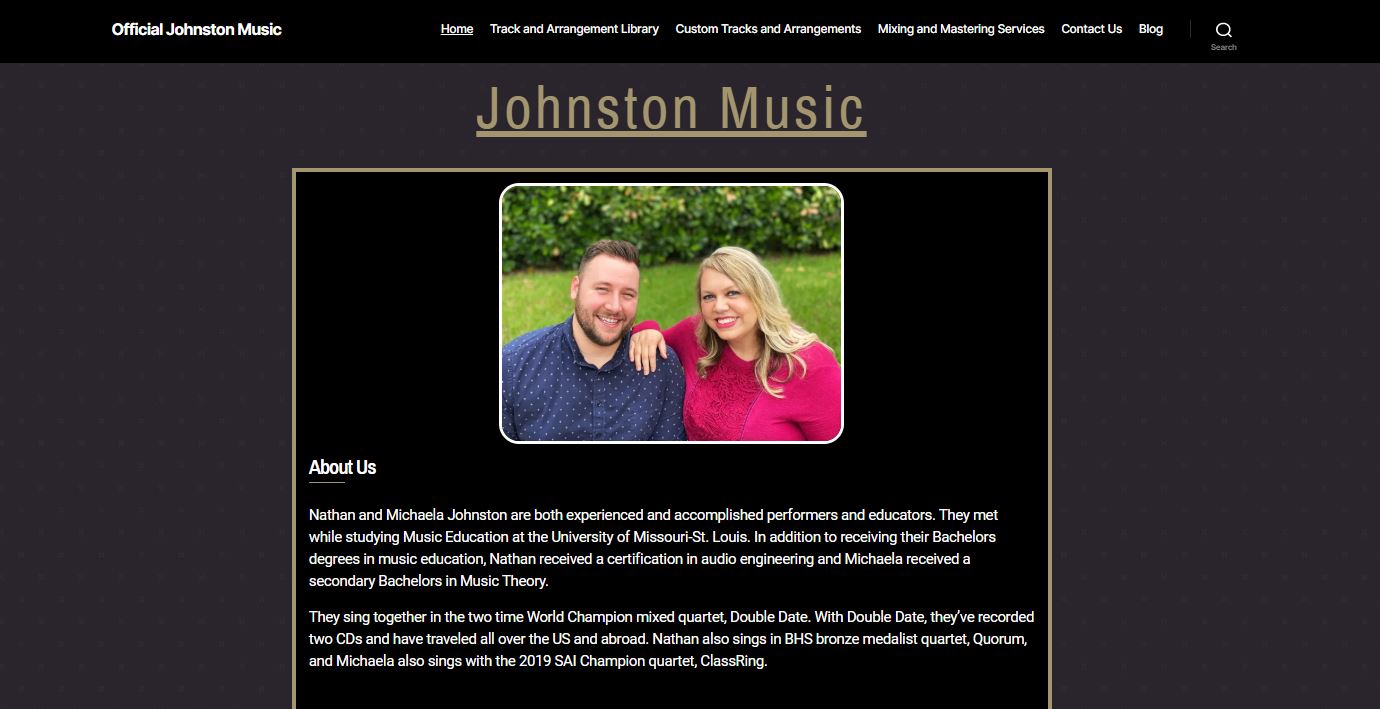 Official Johnston Music
Home Track and Arrangement Library Custom Tracks and Arrangements Mixing and Mastering Services Contact Us Blog
Search
Johnston Music
About Us
Nathan and Michaela Johnston are both experienced and accomplished performers and educators. They met
while studying Music Education at the University of Missouri-St. Louis. In addition to receiving their Bachelors
degrees in music education, Nathan received a certification in audio engineering and Michaela received a
secondary Bachelors in Music Theory.
They sing together in the two time World Champion mixed quartet, Double Date. With Double Date, they’ve recorded
two CDs and have traveled all over the US and abroad. Nathan also sings in BHS bronze medalist quartet, Quorum,
and Michaela also sings with the 2019 SAI Champion quartet, ClassRing.